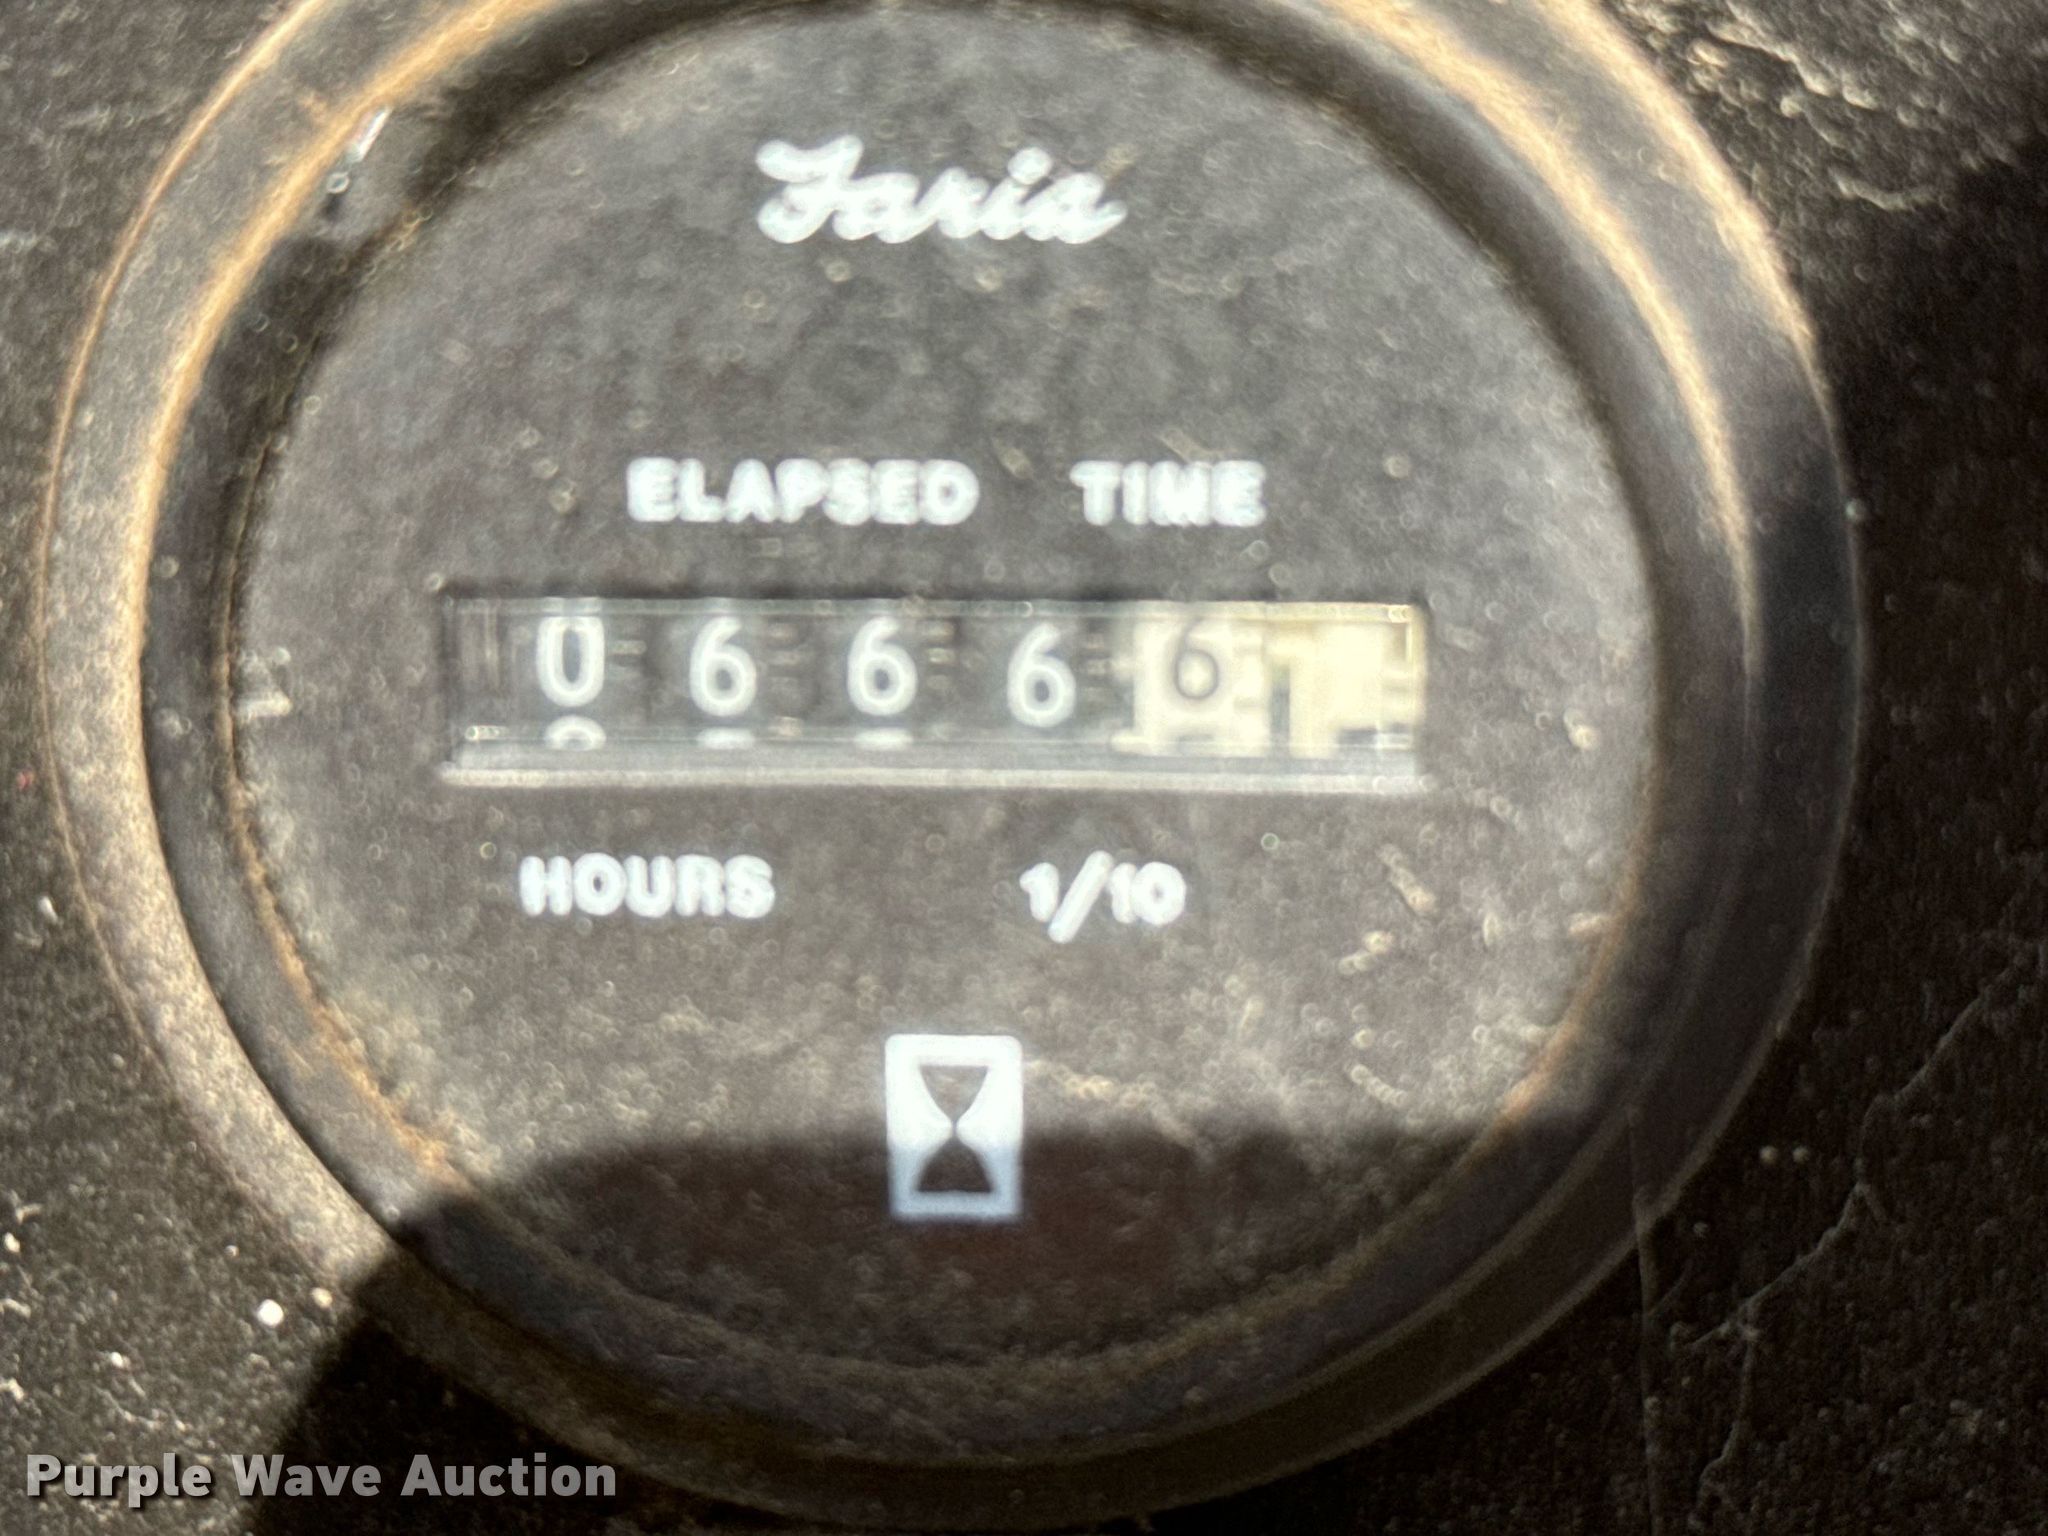 Faria
ELAPSED TIME
06666
HOURS 1/10
Purple Wave Auction